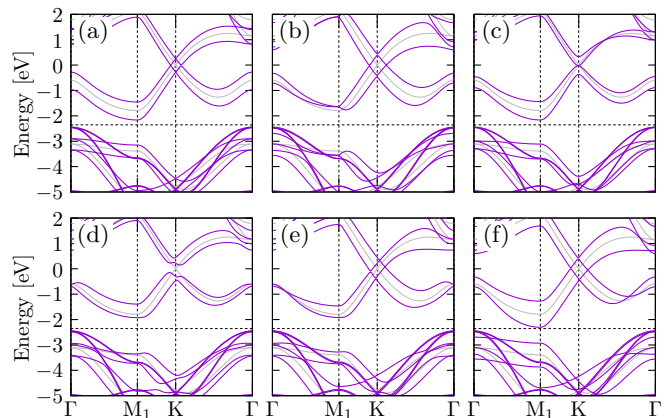 2
(a)
(b)
(c)
1
0
−1
−2
−3
−4
−5
Energy [eV]
2
(d)
(e)
(f)
1
0
−1
−2
−3
−4
−5
Energy [eV]
Γ M₁ K Γ M₁ K Γ M₁ K Γ